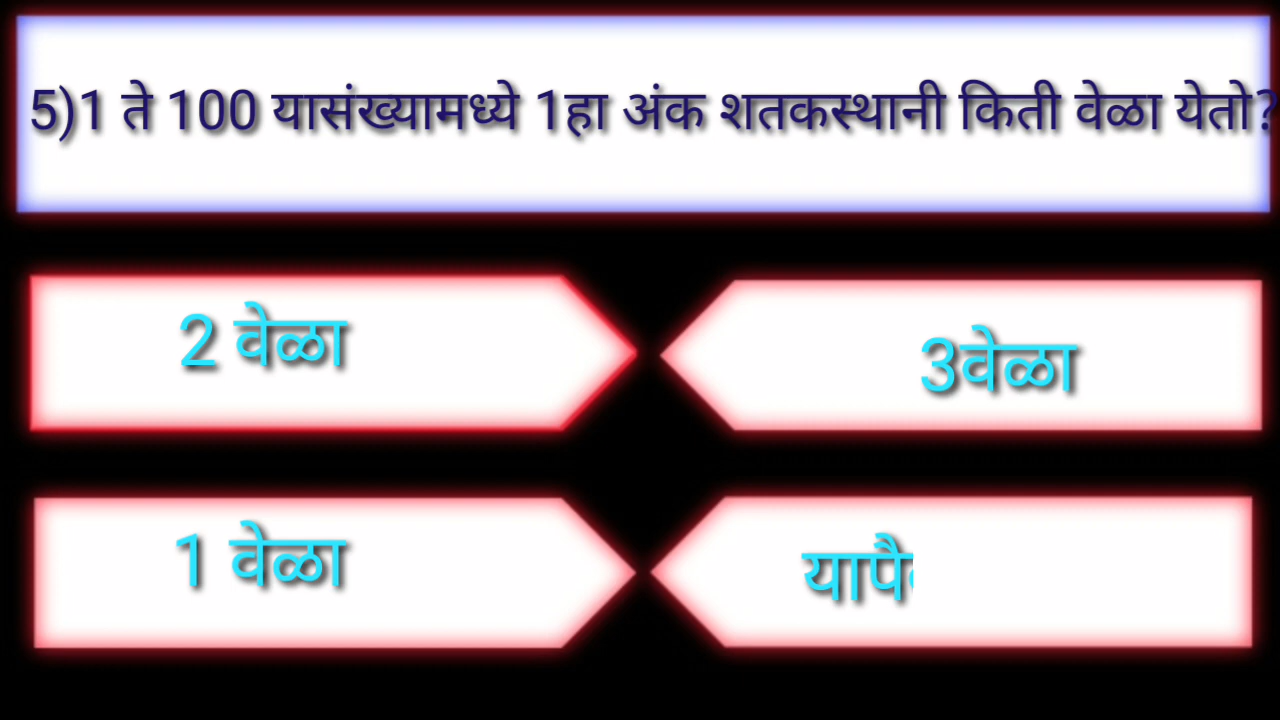 5)1 ते 100 यासंख्यामध्ये 1हा अंक शतकस्थानी किती वेळा येतो?
2 वेळा
3वेळा
1 वेळा